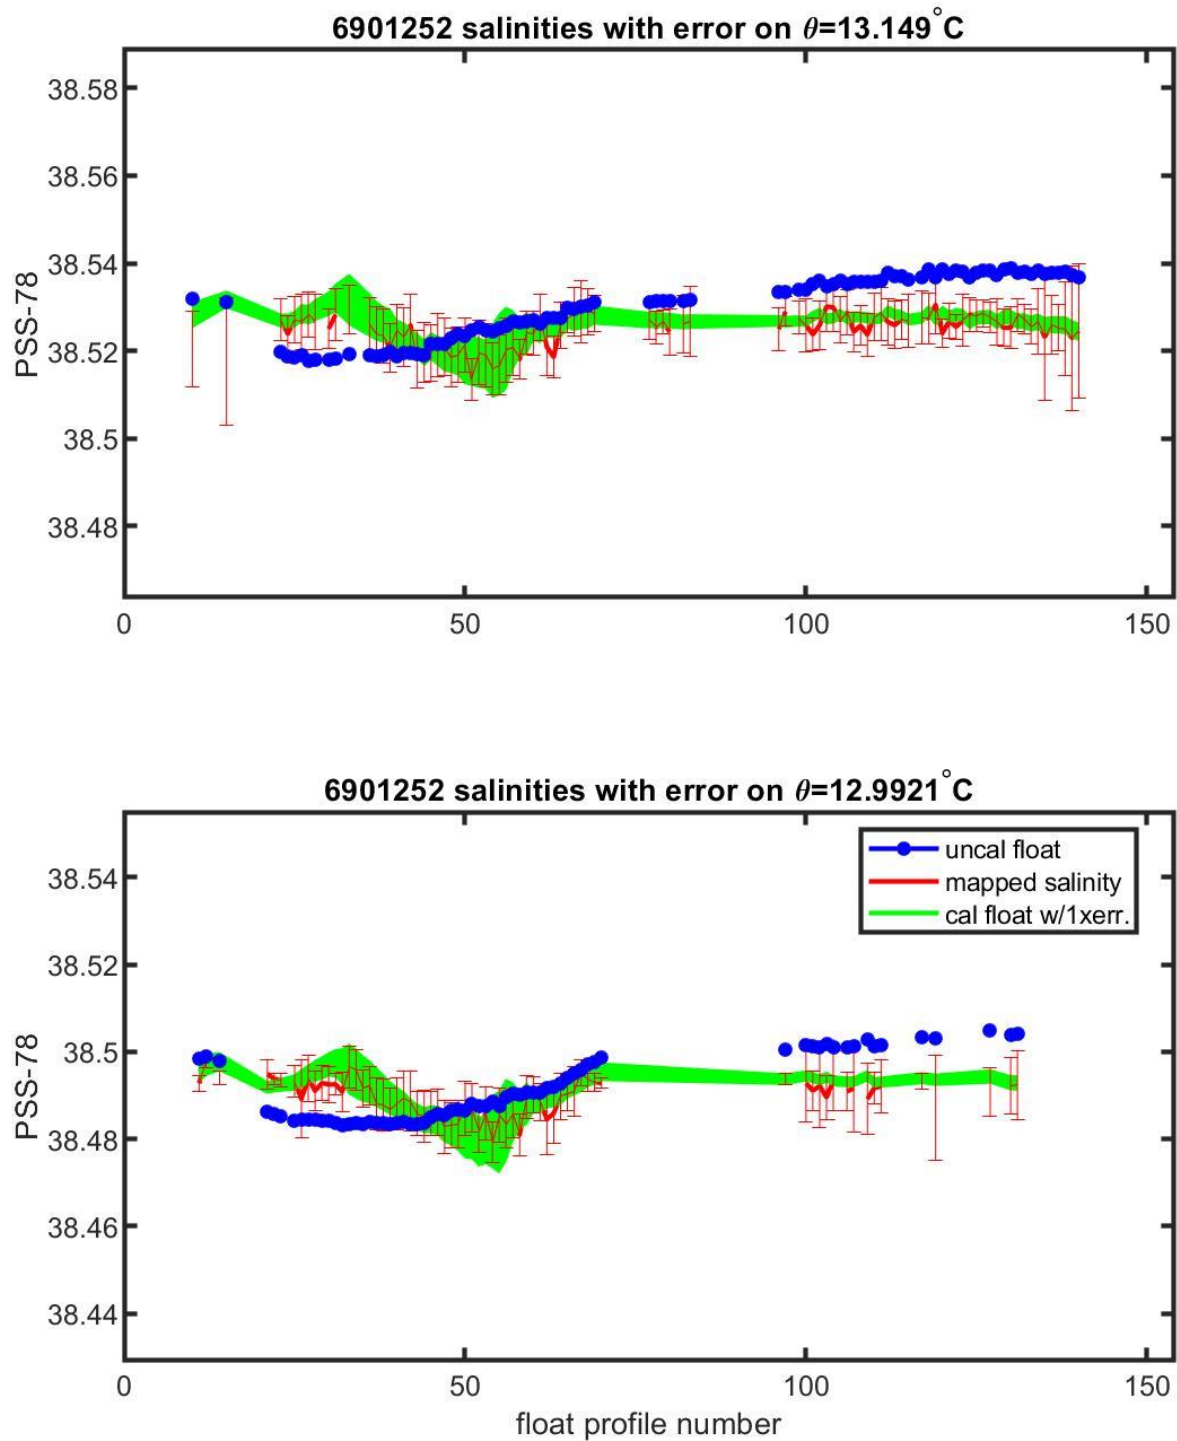 6901252 salinities with error on θ=13.149°C
38.58
38.56
38.54
38.52
38.5
38.48
PSS-78
0 50 100 150
6901252 salinities with error on θ=12.9921°C
uncal float
mapped salinity
cal float w/1xerr.
38.54
38.52
38.5
38.48
38.46
38.44
PSS-78
0 50 100 150
float profile number